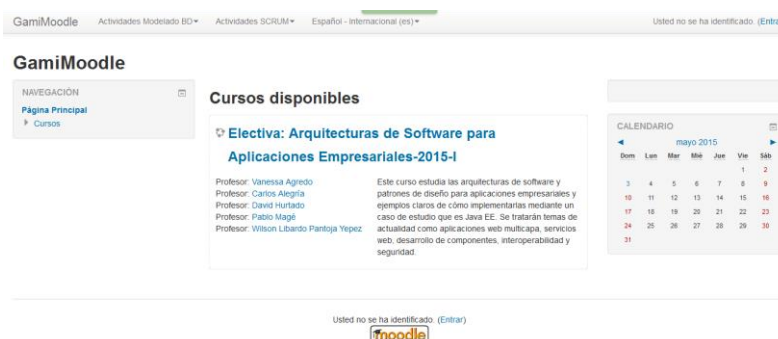 GamiMoodle Actividades Modelado BD Actividades SCRUM Español - Internacional (es) Usted no se ha identificado. (Entra
GamiMoodle
NAVEGACIÓN
Página Principal
Cursos
Cursos disponibles
Electiva: Arquitecturas de Software para
Aplicaciones Empresariales-2015-I
Profesor: Vanessa Agredo
Profesor: Carlos Alegría
Profesor: David Hurtado
Profesor: Pablo Magé
Profesor: Wilson Libardo Pantoja Yepez
Este curso estudia las arquitecturas de software y
patrones de diseño para aplicaciones empresariales y
ejemplos claros de cómo implementarlas mediante un
caso de estudio que es Java EE. Se tratarán temas de
actualidad como aplicaciones web multicapa, servicios
web, desarrollo de componentes, interoperabilidad y
seguridad.
CALENDARIO
mayo 2015
Dom Lun Mar Mié Jue Vie Sáb
1 2
3 4 5 6 7 8 9
10 11 12 13 14 15 16
17 18 19 20 21 22 23
24 25 26 27 28 29 30
31
Usted no se ha identificado. (Entrar)
moodle